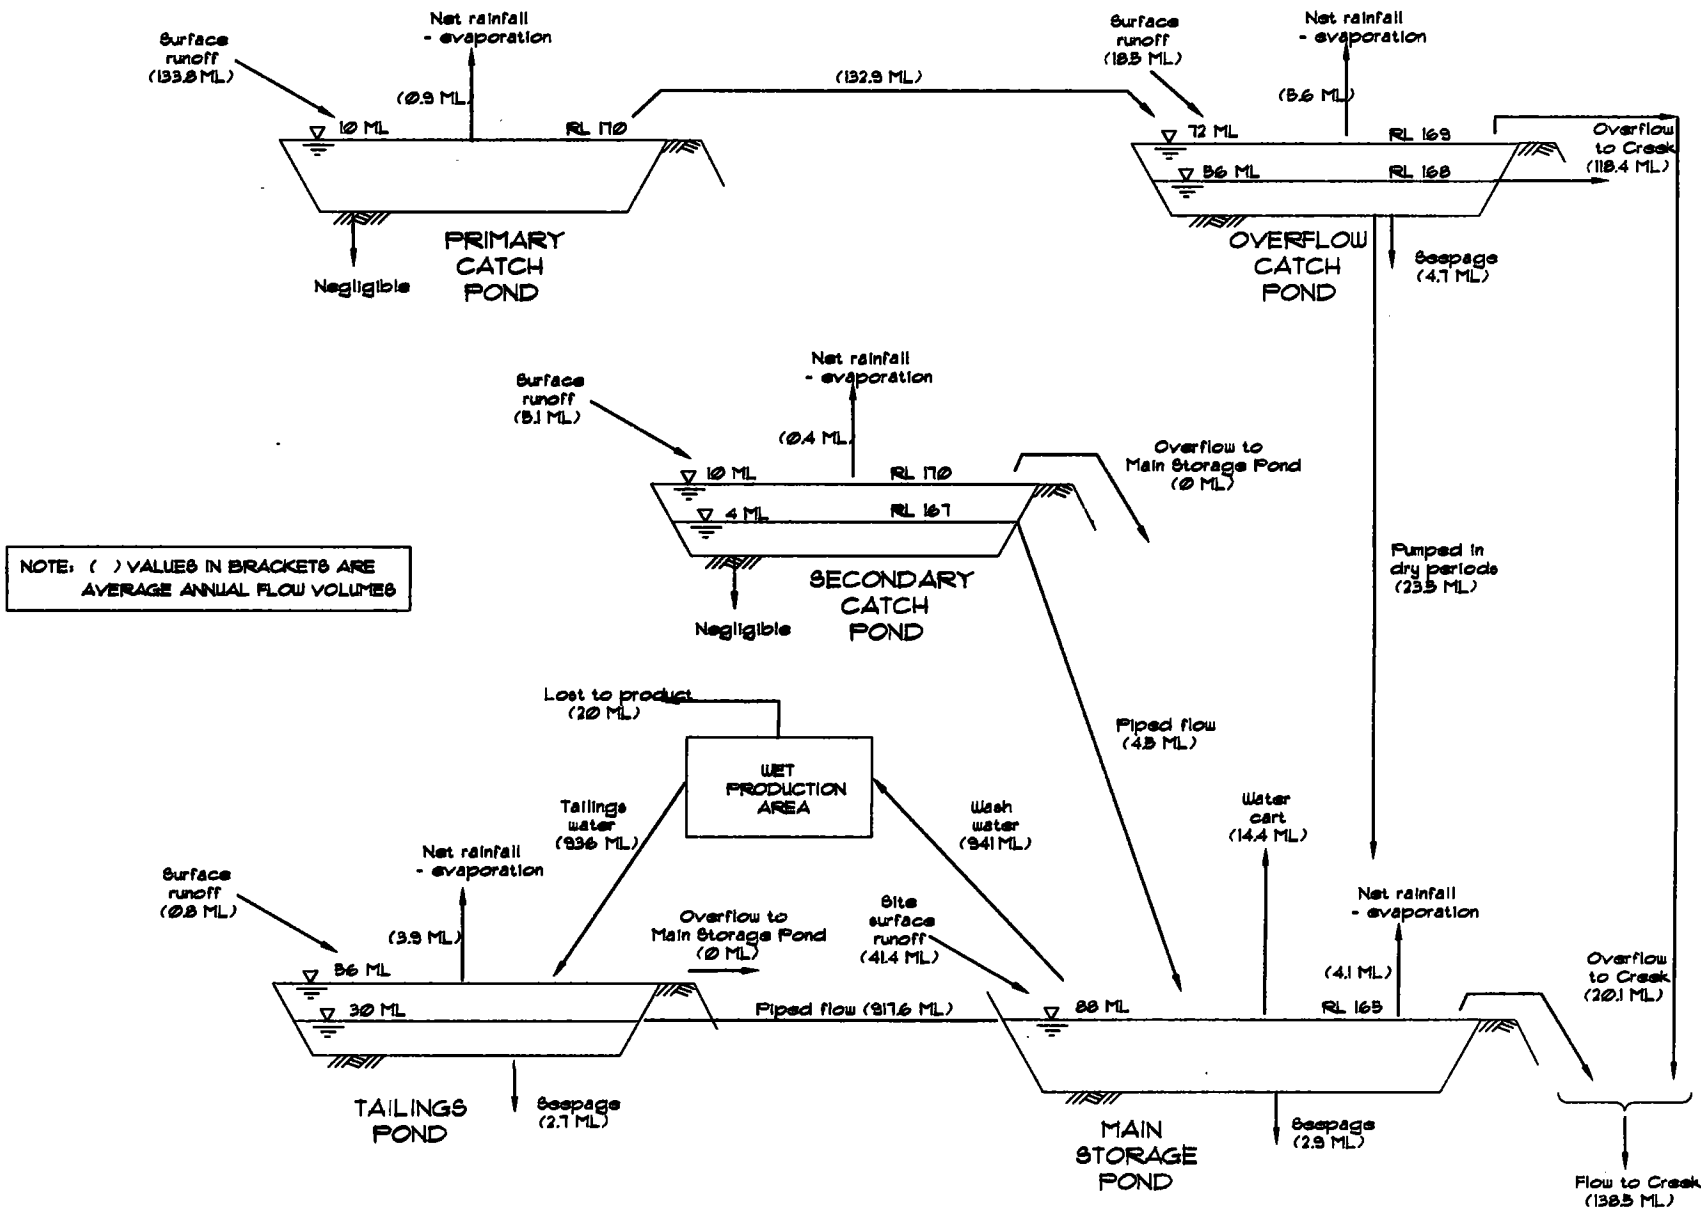 Surface
runoff
(133.8 ML)
Net rainfall
- evaporation
(0.9 ML)
10 ML
RL 170
(132.9 ML)
Negligible
PRIMARY
CATCH
POND
Surface
runoff
(18.5 ML)
Net rainfall
- evaporation
(5.6 ML)
72 ML
RL 169
56 ML
RL 168
Overflow
to Creek
(118.4 ML)
Seepage
(4.7 ML)
OVERFLOW
CATCH
POND
Surface
runoff
(5.1 ML)
Net rainfall
- evaporation
(0.4 ML)
10 ML
RL 170
4 ML
RL 167
Overflow to
Main Storage Pond
(0 ML)
Negligible
SECONDARY
CATCH
POND
NOTE: ( ) VALUES IN BRACKETS ARE
AVERAGE ANNUAL FLOW VOLUMES
Pumped in
dry periods
(23.5 ML)
Lost to product
(20 ML)
WET
PRODUCTION
AREA
Piped flow
(4.5 ML)
Tailings
water
(936 ML)
Wash
water
(941 ML)
Water
cart
(14.4 ML)
Surface
runoff
(0.8 ML)
Net rainfall
- evaporation
(3.9 ML)
Overflow to
Main Storage Pond
(0 ML)
Site
surface
runoff
(41.4 ML)
Net rainfall
- evaporation
(4.1 ML)
56 ML
30 ML
Piped flow (917.6 ML)
88 ML
RL 165
Overflow
to Creek
(20.1 ML)
Seepage
(2.7 ML)
TAILINGS
POND
Seepage
(2.9 ML)
MAIN
STORAGE
POND
Flow to Creek
(138.5 ML)